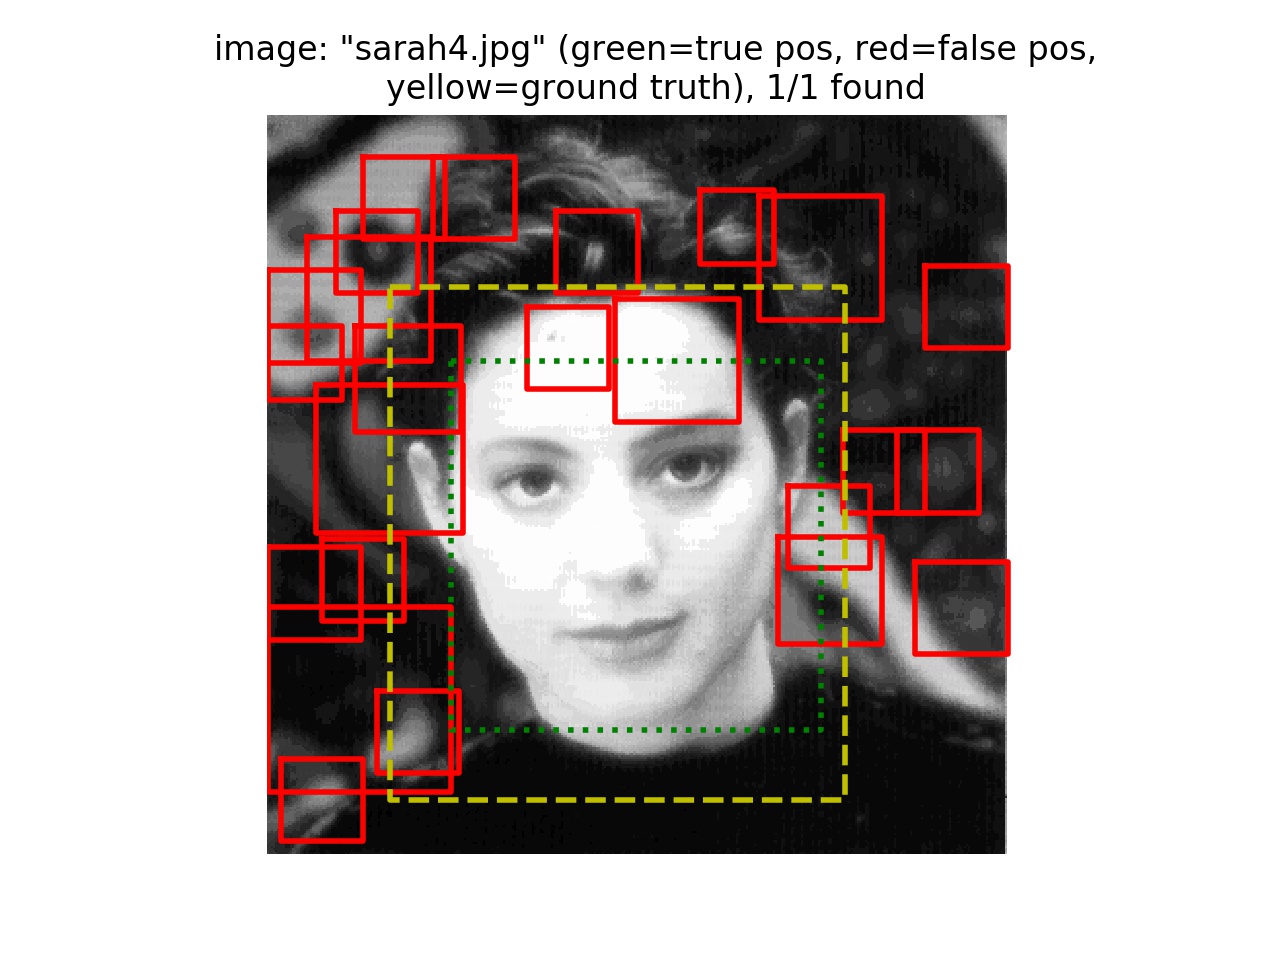 image: "sarah4.jpg" (green=true pos, red=false pos,
yellow=ground truth), 1/1 found